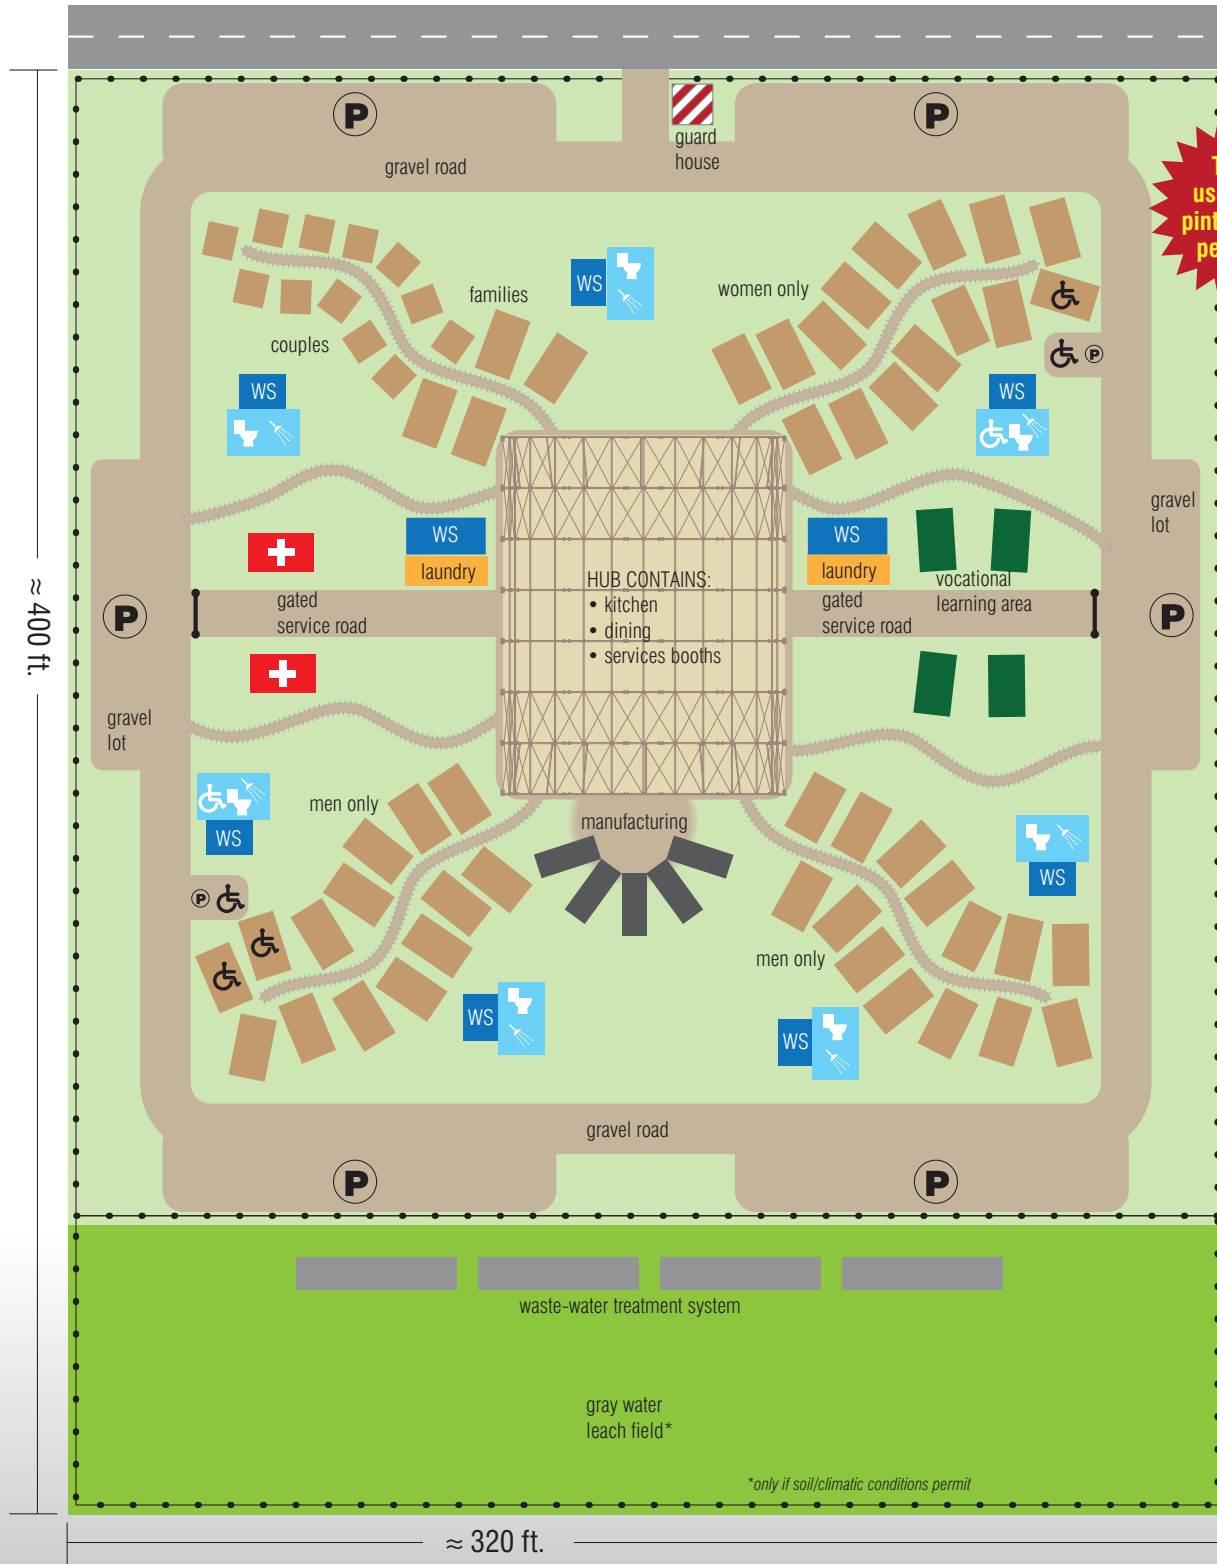 P
P
guard
house
gravel road
T
us
pint
pe
women only
families
WS
couples
P
WS
WS
gravel
lot
WS
laundry
WS
laundry
HUB CONTAINS:
• kitchen
• dining
• services booths
vocational
learning area
gated
service road
gated
service road
P
P
≈ 400 ft.
gravel
lot
men only
manufacturing
WS
WS
P
men only
WS
WS
gravel road
P
P
waste-water treatment system
gray water
leach field*
*only if soil/climatic conditions permit
≈ 320 ft.